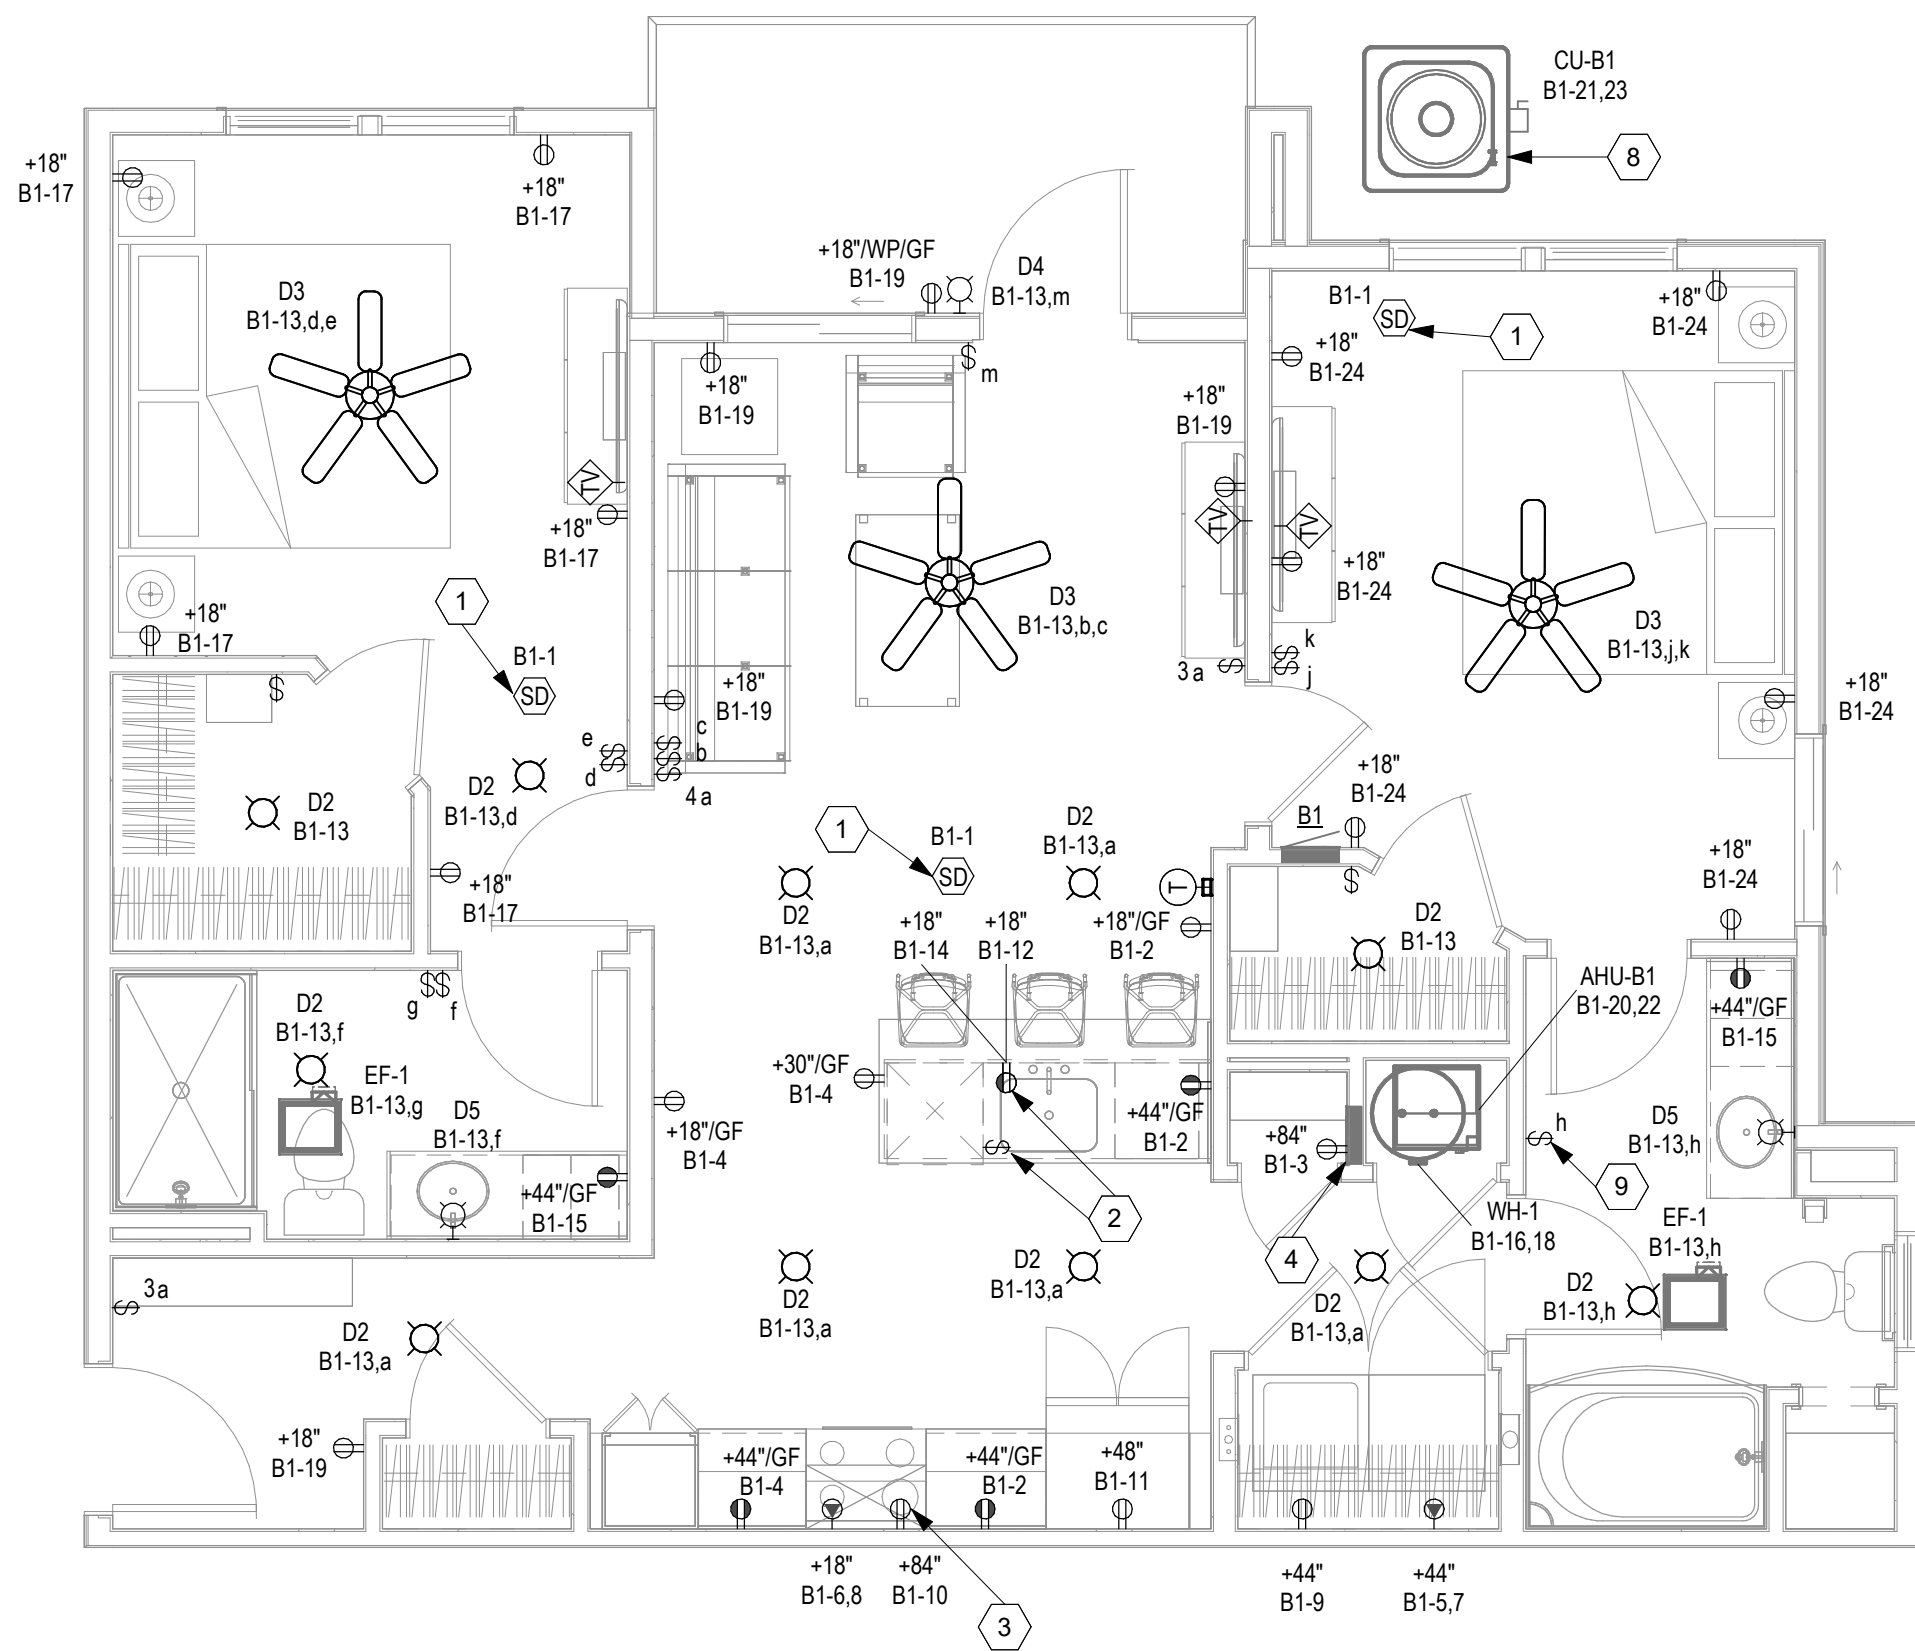 CU-B1
B1-21,23
8
+18"
B1-17
+18"
B1-17
D3
B1-13,d,e
+18"/WP/GF
B1-19
D4
B1-13,m
B1-1
SD
1
+18"
B1-24
+18"
B1-24
m
+18"
B1-19
+18"
B1-19
TV
TV
TV
+18"
B1-17
+18"
B1-24
D3
B1-13,b,c
D3
B1-13,j,k
1
+18"
B1-17
B1-1
SD
k
j
3a
+18"
B1-19
+18"
B1-24
c
b
4a
e
d
D2
B1-13,d
D2
B1-13
+18"
B1-24
B1
1
B1-1
SD
D2
B1-13,a
T
+18"
B1-17
D2
B1-13,a
+18"
B1-14
+18"
B1-12
+18"/GF
B1-2
D2
B1-13
+18"
B1-24
AHU-B1
B1-20,22
+44"/GF
B1-15
g
f
D2
B1-13,f
EF-1
B1-13,g
D5
B1-13,f
+44"/GF
B1-15
+18"/GF
B1-4
+30"/GF
B1-4
+44"/GF
B1-2
+84"
B1-3
h
D5
B1-13,h
9
2
4
WH-1
B1-16,18
EF-1
B1-13,h
D2
B1-13,h
3a
D2
B1-13,a
D2
B1-13,a
D2
B1-13,a
D2
B1-13,a
+18"
B1-19
+44"/GF
B1-4
+44"/GF
B1-2
+48"
B1-11
+18"
B1-6,8
+84"
B1-10
3
+44"
B1-9
+44"
B1-5,7